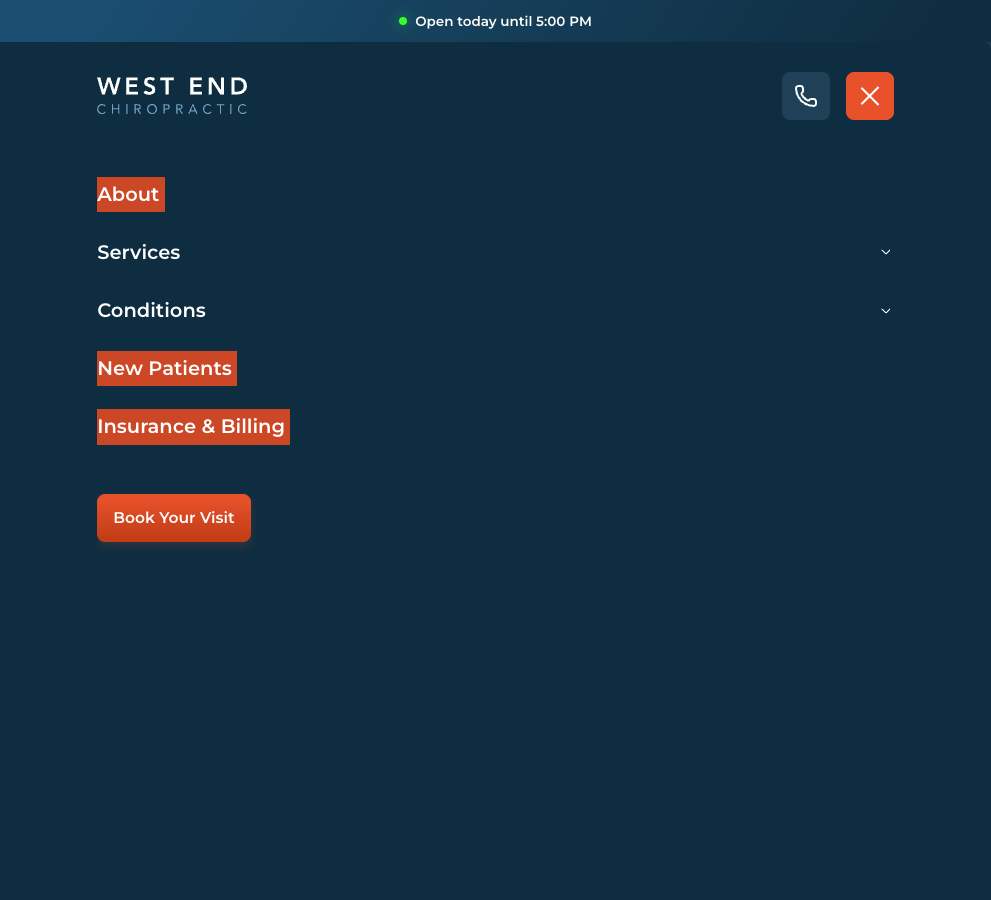 Open today until 5:00 PM
WEST END
CHIROPRACTIC
About
Services
Conditions
New Patients
Insurance & Billing
Book Your Visit